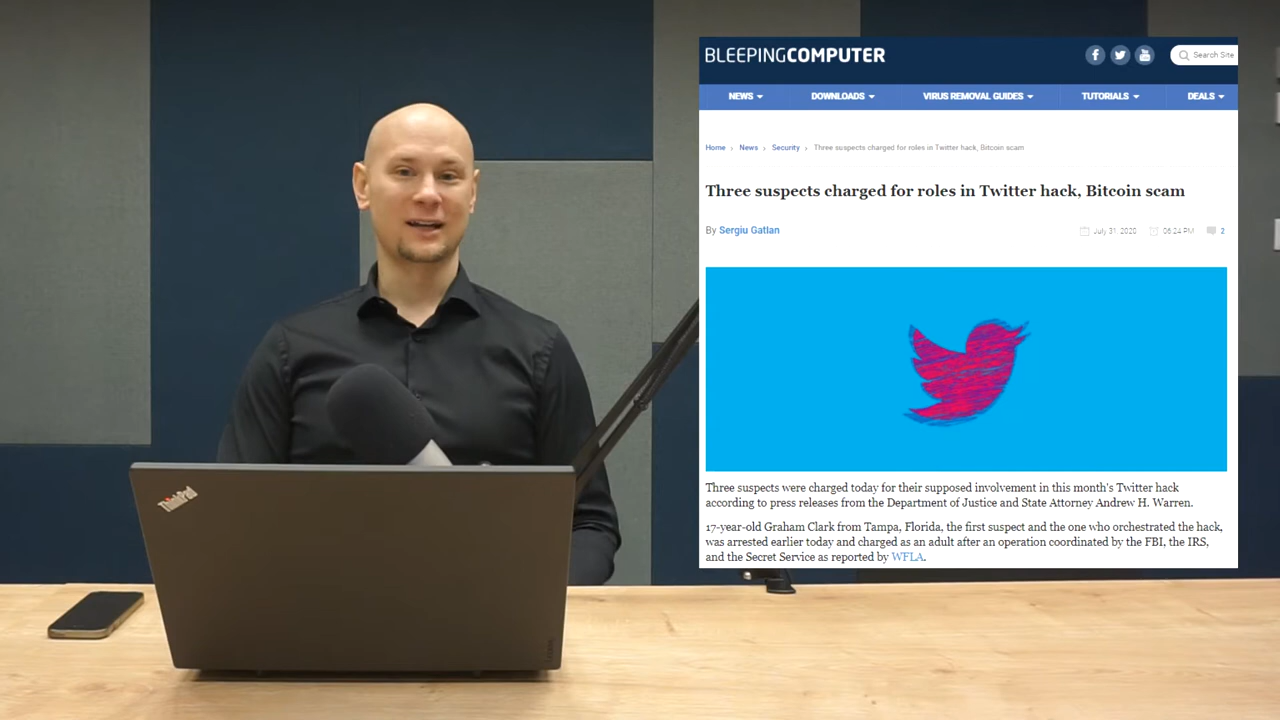 BLEEPINGCOMPUTER
Search Site
NEWS
DOWNLOADS
VIRUS REMOVAL GUIDES
TUTORIALS
DEALS
Home › News › Security › Three suspects charged for roles in Twitter hack, Bitcoin scam
Three suspects charged for roles in Twitter hack, Bitcoin scam
By Sergiu Gatlan
July 31, 2020
06:24 PM
2
Three suspects were charged today for their supposed involvement in this month's Twitter hack
according to press releases from the Department of Justice and State Attorney Andrew H. Warren.
17-year-old Graham Clark from Tampa, Florida, the first suspect and the one who orchestrated the hack,
was arrested earlier today and charged as an adult after an operation coordinated by the FBI, the IRS,
and the Secret Service as reported by WFLA.
ThinkPad